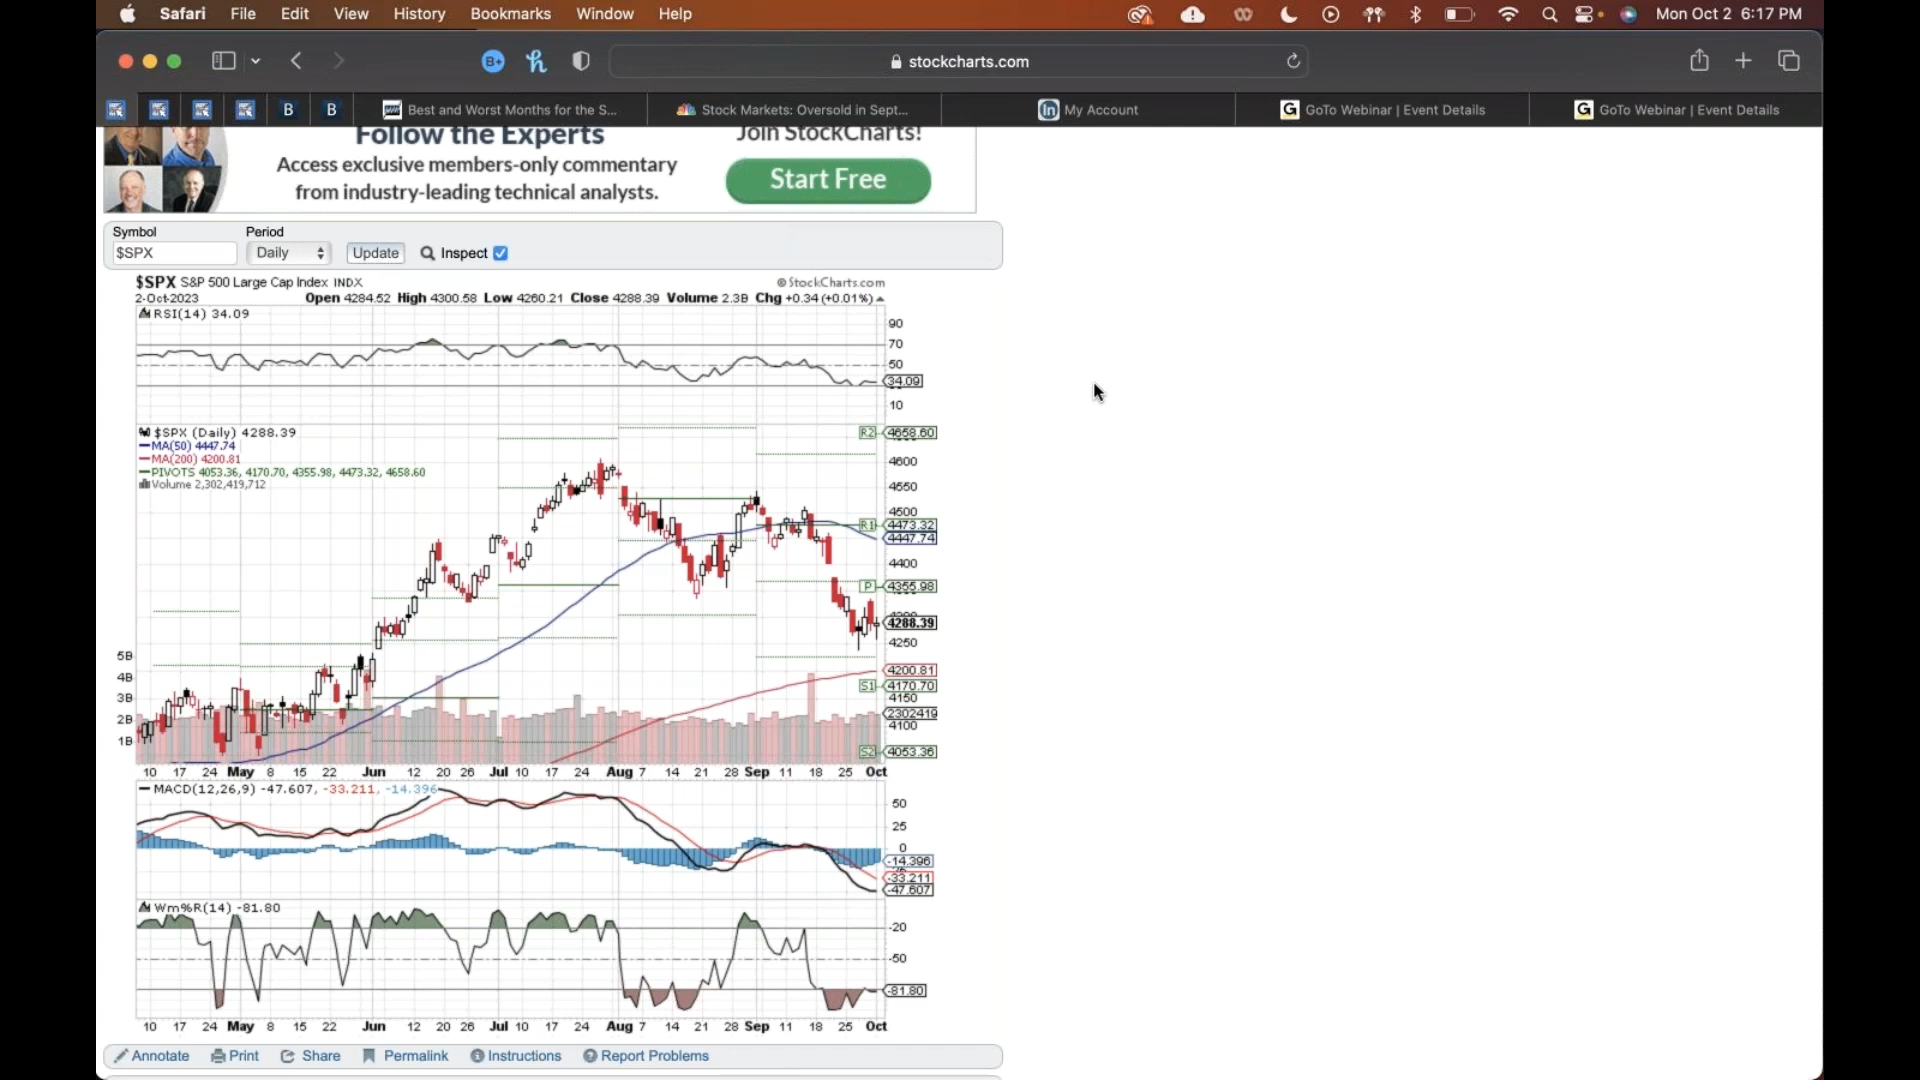 Safari File Edit View History Bookmarks Window Help Mon Oct 2 6:17 PM
stockcharts.com
B B Best and Worst Months for the S... Stock Markets: Oversold in Sept... My Account GoTo Webinar | Event Details GoTo Webinar | Event Details
Follow the Experts
Join StockCharts!
Access exclusive members-only commentary
from industry-leading technical analysts.
Start Free
Symbol Period
$SPX Daily Update Inspect
$SPX S&P 500 Large Cap Index INDX © StockCharts.com
2-Oct-2023 Open 4284.52 High 4300.58 Low 4260.21 Close 4288.39 Volume 2.3B Chg +0.34 (+0.01%)
RSI(14) 34.09
90
70
50
34.09
10
$SPX (Daily) 4288.39
MA(50) 4447.74
MA(200) 4200.81
PIVOTS 4053.36, 4170.70, 4355.98, 4473.32, 4658.60
Volume 2,302,419,712
R2 4658.60
4600
4550
4500
R1 4473.32
4447.74
4400
P 4355.98
4288.39
4250
4200.81
S1 4170.70
4150
2302419
4100
S2 4053.36
5B
4B
3B
2B
1B
10 17 24 May 8 15 22 Jun 12 20 26 Jul 10 17 24 Aug 7 14 21 28 Sep 11 18 25 Oct
MACD(12,26,9) -47.607, -33.211, -14.396
50
25
0
-14.396
-33.211
-47.607
Wm%R(14) -81.80
-20
-50
-81.80
10 17 24 May 8 15 22 Jun 12 20 26 Jul 10 17 24 Aug 7 14 21 28 Sep 11 18 25 Oct
Annotate Print Share Permalink Instructions Report Problems